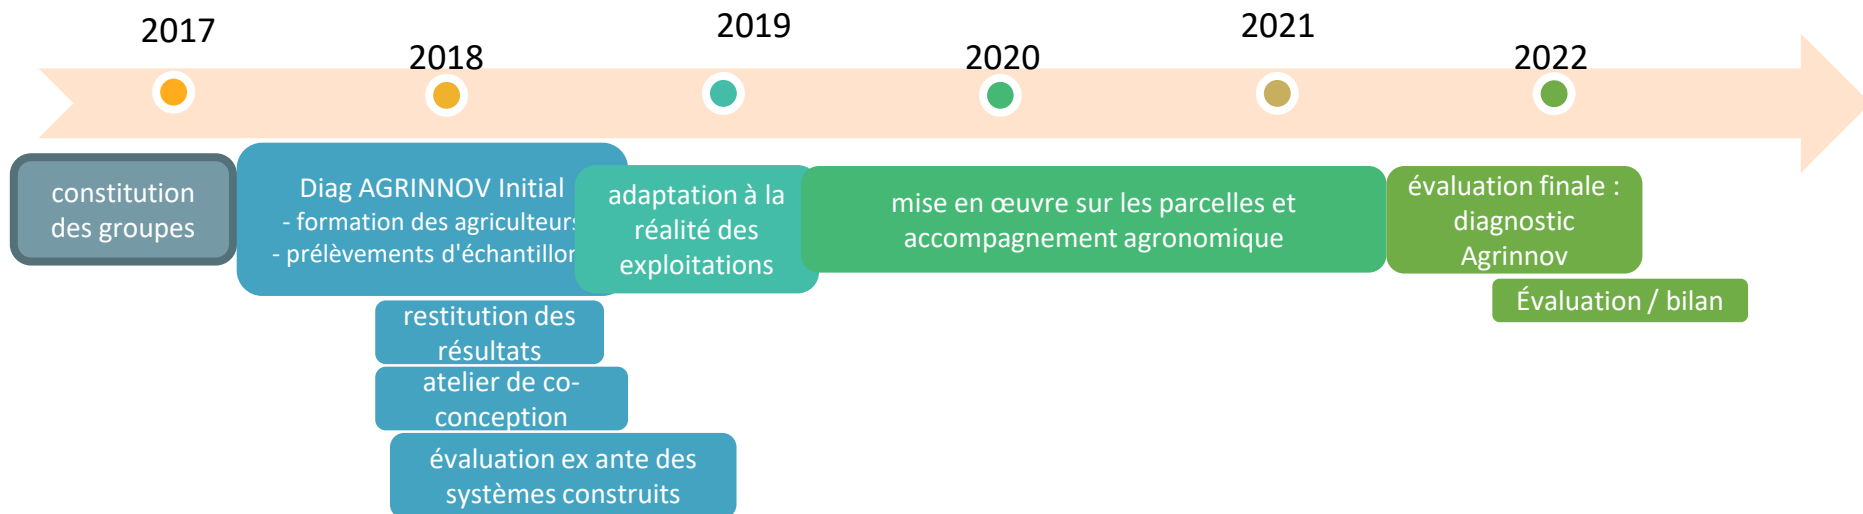 2017
2018
2019
2020
2021
2022
constitution
des groupes
Diag AGRINNOV Initial
- formation des agriculteurs
- prélèvements d'échantillon
restitution des
résultats
atelier de co-
conception
évaluation ex ante des
systèmes construits
adaptation à la
réalité des
exploitations
mise en œuvre sur les parcelles et
accompagnement agronomique
évaluation finale :
diagnostic
Agrinnov
Évaluation / bilan